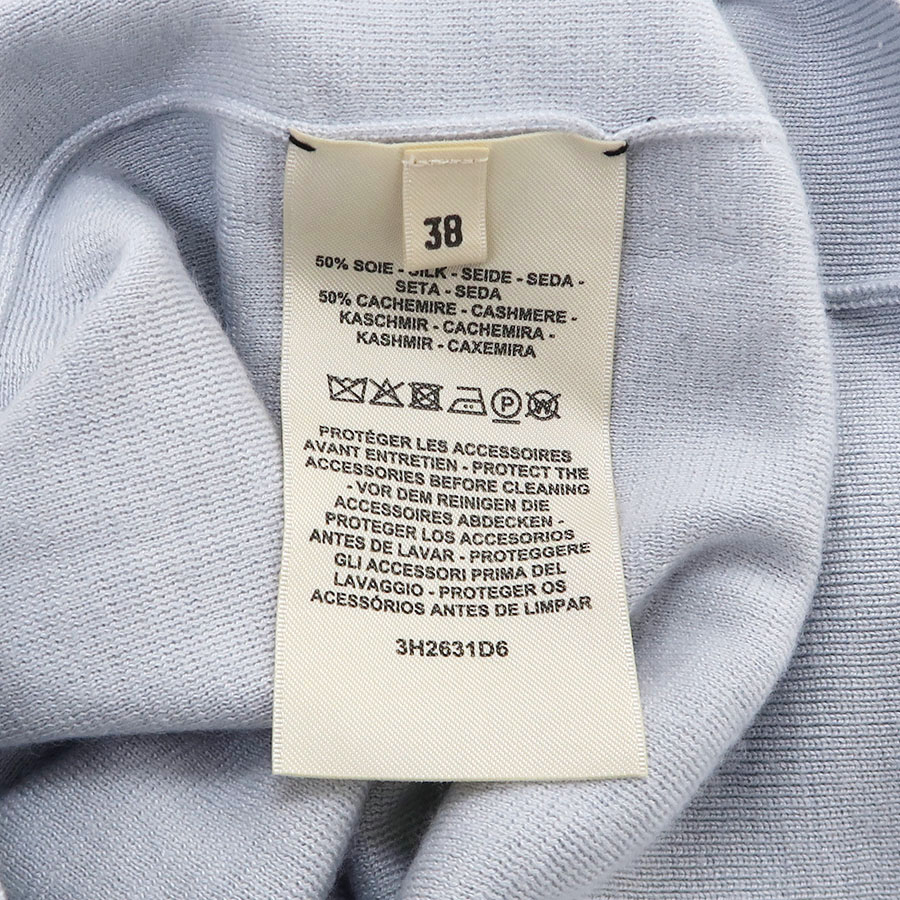 38
50% SOIE - SILK - SEIDE - SEDA -
SETA - SEDA
50% CACHEMIRE - CASHMERE -
KASCHMIR - CACHEMIRA -
KASHMIR - CAXEMIRA
P W
PROTÉGER LES ACCESSOIRES
AVANT ENTRETIEN - PROTECT THE
ACCESSORIES BEFORE CLEANING
- VOR DEM REINIGEN DIE
ACCESSOIRES ABDECKEN -
PROTEGER LOS ACCESORIOS
ANTES DE LAVAR - PROTEGGERE
GLI ACCESSORI PRIMA DEL
LAVAGGIO - PROTEGER OS
ACESSÓRIOS ANTES DE LIMPAR
3H2631D6